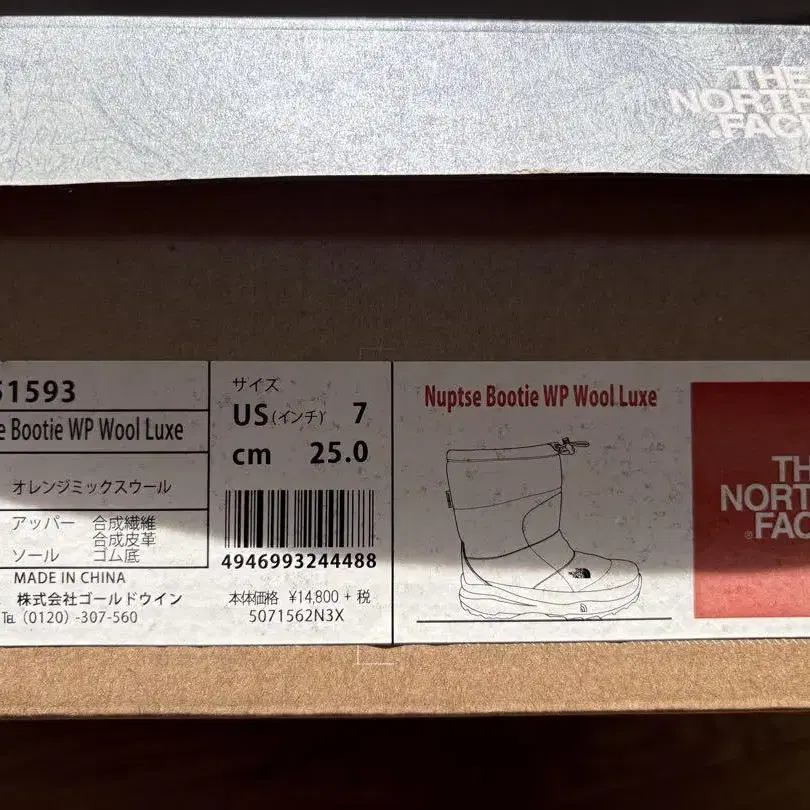 THE
NORTH
FAC
51593
e Bootie WP Wool Luxe
オレンジミックスウール
アッパー 合成繊維
合成皮革
ソール ゴム底
MADE IN CHINA
株式会社ゴールドウイン
TEL (0120) -307-560
サイズ
US (インチ) 7
cm 25.0
4946993244488
本体価格 ¥14,800 + 税
5071562N3X
Nuptse Bootie WP Wool Luxe
TH
NORT
FAC